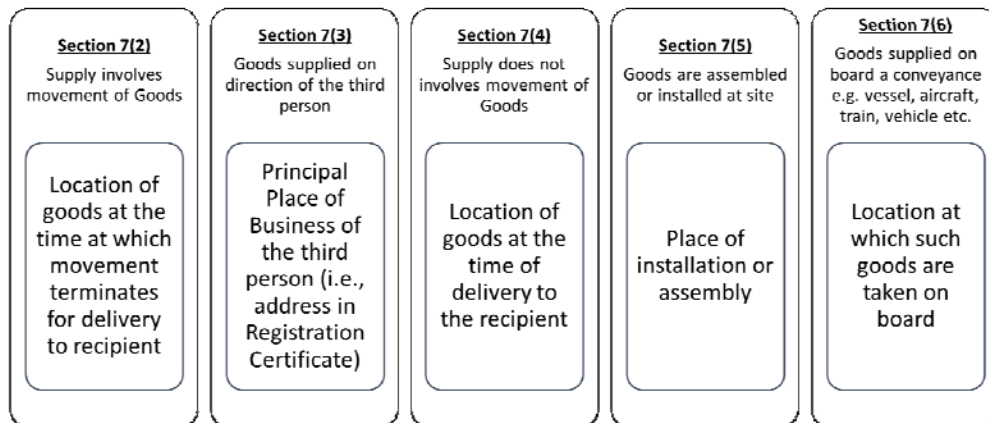 Section 7(2)
Supply involves
movement of Goods
Location of
goods at the
time at which
movement
terminates
for delivery
to recipient
Section 7(3)
Goods supplied on
direction of the third
person
Principal
Place of
Business of
the third
person (i.e.,
address in
Registration
Certificate)
Section 7(4)
Supply does not
involves movement of
Goods
Location of
goods at the
time of
delivery to
the recipient
Section 7(5)
Goods are assembled
or installed at site
Place of
installation or
assembly
Section 7(6)
Goods supplied on
board a conveyance
e.g. vessel, aircraft,
train, vehicle etc.
Location at
which such
goods are
taken on
board